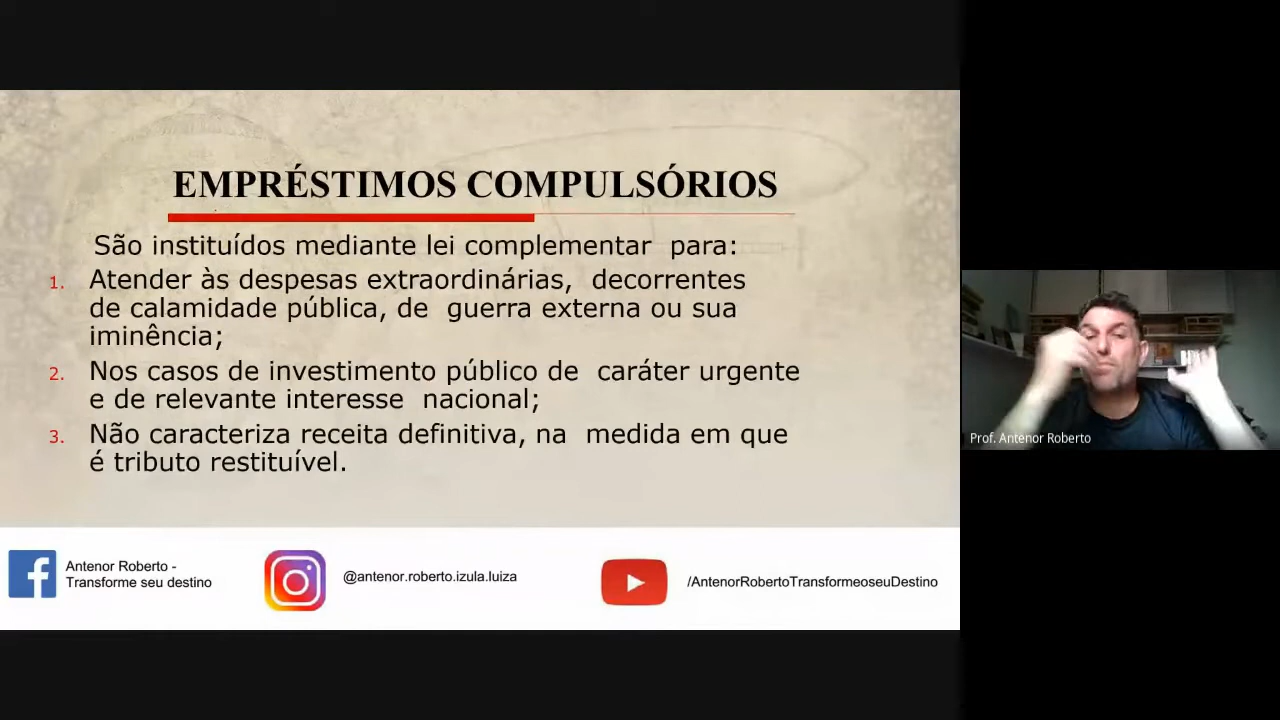 EMPRÉSTIMOS COMPULSÓRIOS
São instituídos mediante lei complementar para:
1. Atender às despesas extraordinárias, decorrentes
de calamidade pública, de guerra externa ou sua
iminência;
2. Nos casos de investimento público de caráter urgente
e de relevante interesse nacional;
3. Não caracteriza receita definitiva, na medida em que
é tributo restituível.
Prof. Antenor Roberto
Antenor Roberto -
Transforme seu destino
@antenor.roberto.izula.luiza
/AntenorRobertoTransformeoseuDestino